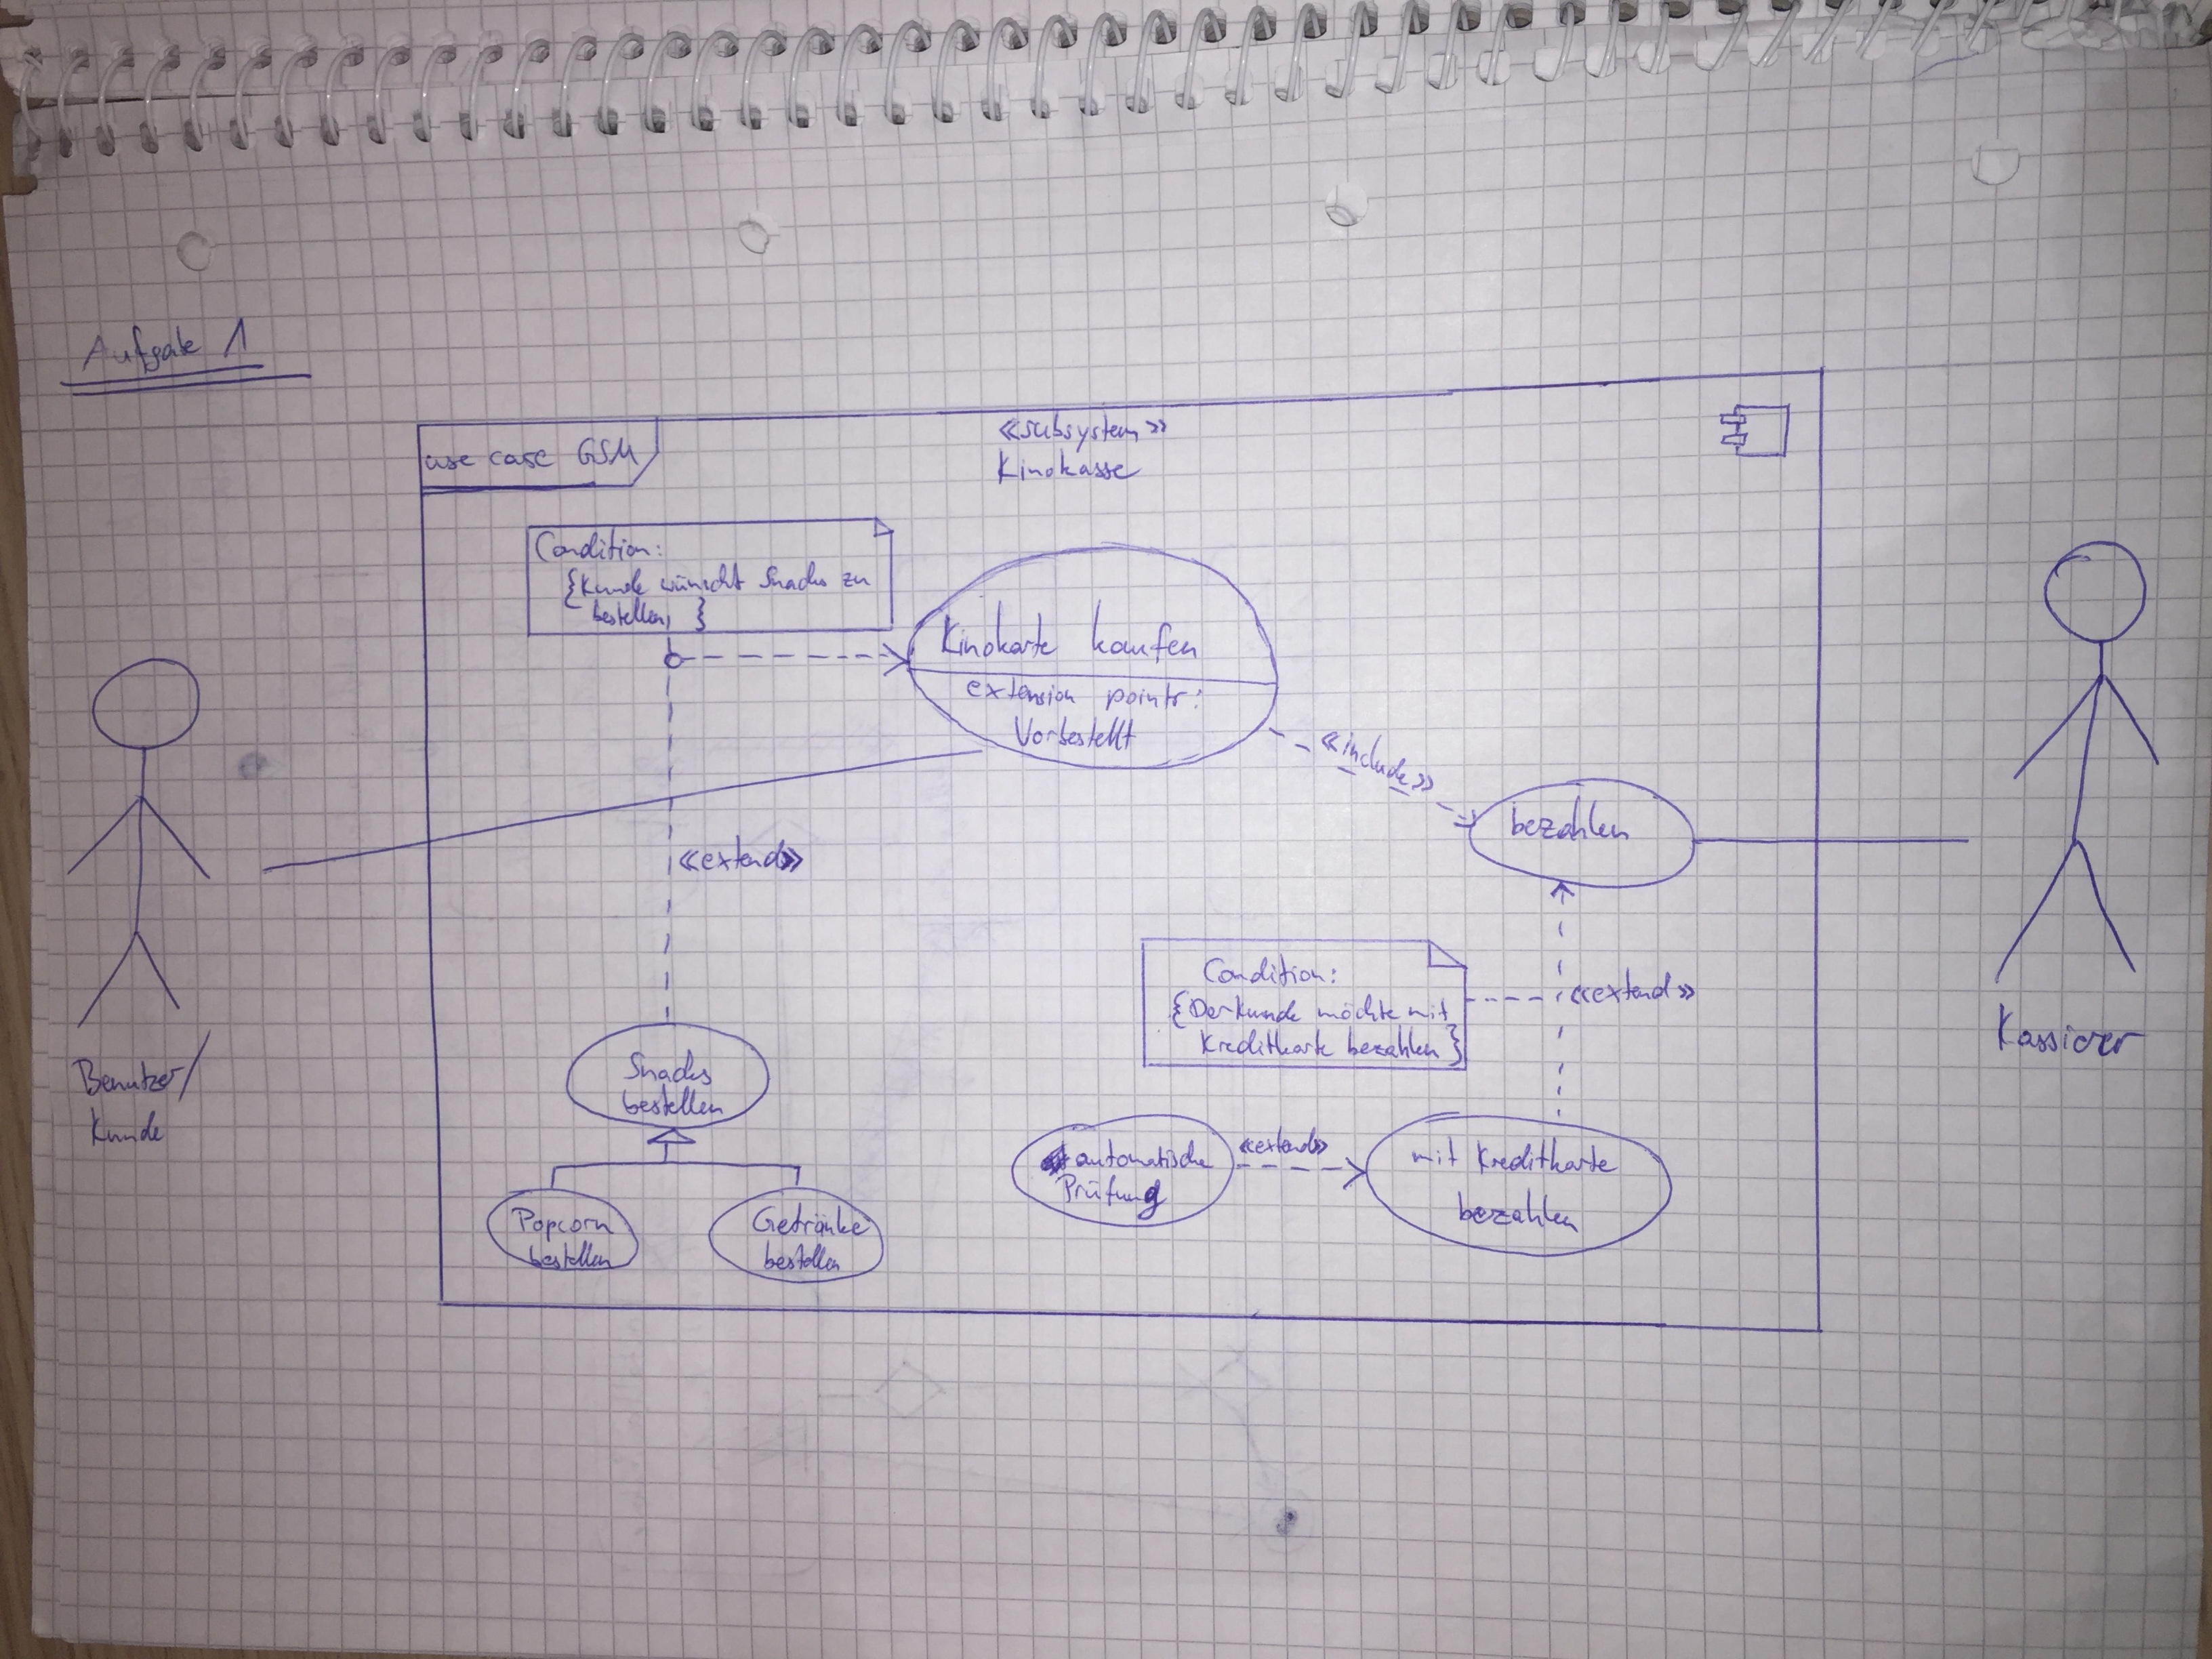 Aufgabe 1
use case GSM
«subsystem»
Kinokasse
Condition:
{Kunde wünscht Snacks zu
bestellen }
Kinokarte kaufen
extension points:
Vorbestellt
Benutzer/
Kunde
«extend»
«include»
bezahlen
Snacks
bestellen
Popcorn
bestellen
Getränke
bestellen
Condition:
{Der Kunde möchte mit
Kreditkarte bezahlen}
«extend»
automatische
Prüfung
«extend»
mit Kreditkarte
bezahlen
Kassierer